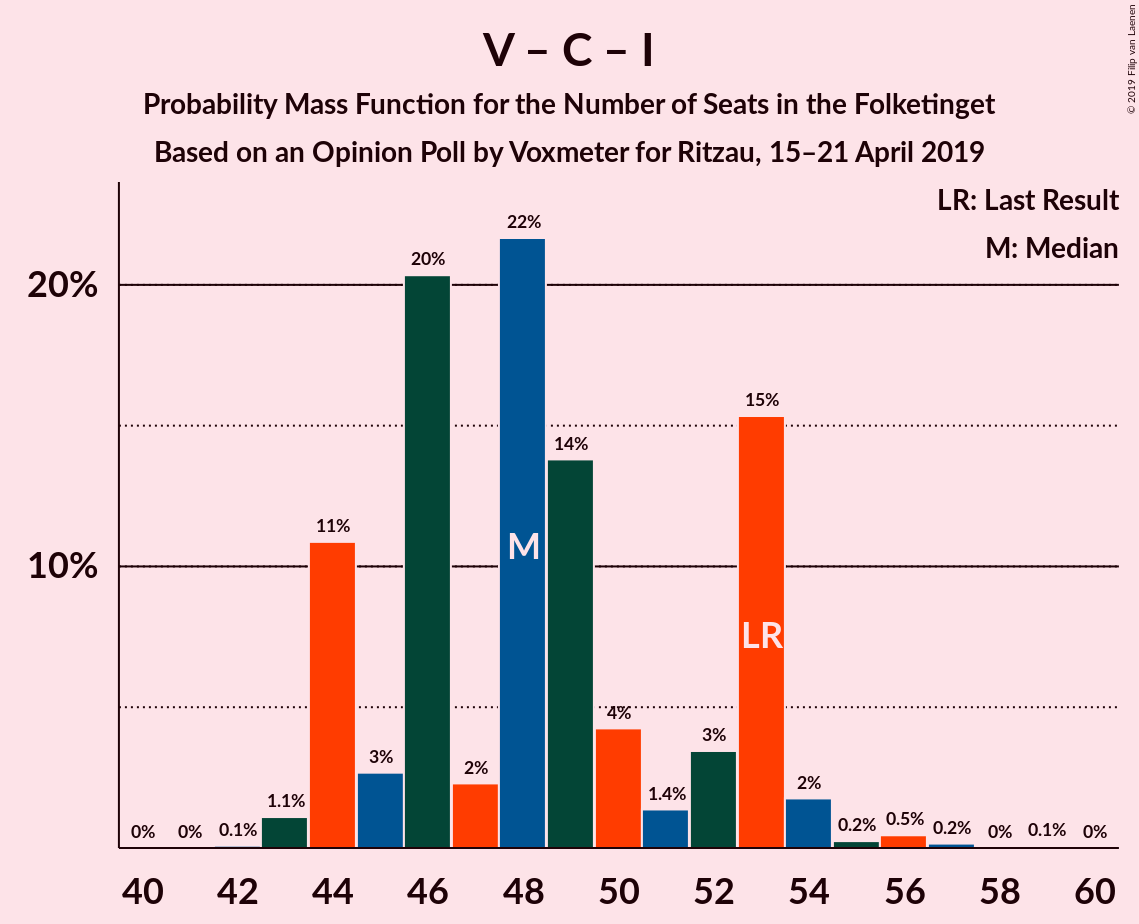 V – C – I
Probability Mass Function for the Number of Seats in the Folketinget
Based on an Opinion Poll by Voxmeter for Ritzau, 15–21 April 2019
© 2019 Filip van Laenen
LR: Last Result
M: Median
20%
10%
0% 0% 0.1% 1.1% 11% 3% 20% 2% 22% 14% 4% 1.4% 3% 15% 2% 0.2% 0.5% 0.2% 0% 0.1% 0%
M
LR
40 42 44 46 48 50 52 54 56 58 60